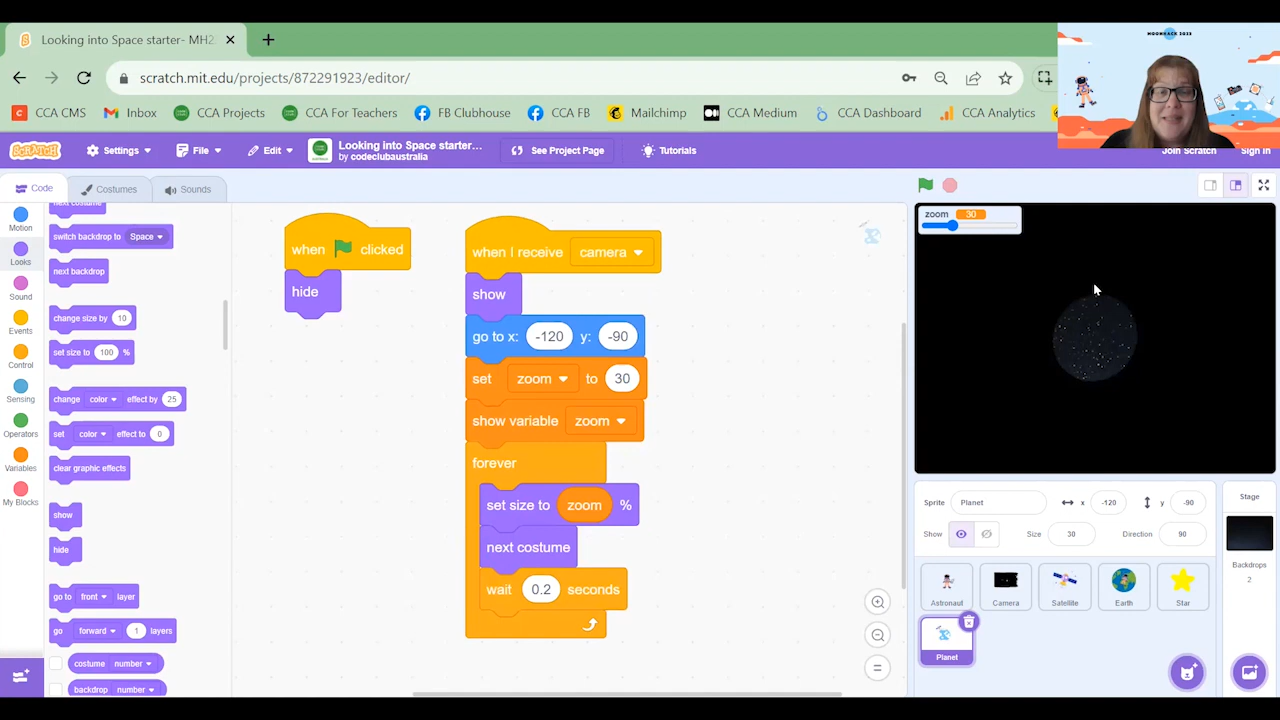 Looking into Space starter- MH2
MOONHACK 2023
scratch.mit.edu/projects/872291923/editor/
CCA CMS Inbox CCA Projects CCA For Teachers FB Clubhouse CCA FB Mailchimp CCA Medium CCA Dashboard CCA Analytics
SCRATCH Settings File Edit Looking into Space starter... See Project Page Tutorials Join Scratch Sign in
by codeclubaustralia
Code Costumes Sounds
Motion
Looks
Sound
Events
Control
Sensing
Operators
Variables
My Blocks
next costume
switch backdrop to Space
next backdrop
change size by 10
set size to 100 %
change color effect by 25
set color effect to 0
clear graphic effects
show
hide
go to front layer
go forward 1 layers
costume number
backdrop number
when clicked
hide
when I receive camera
show
go to x: -120 y: -90
set zoom to 30
show variable zoom
forever
set size to zoom %
next costume
wait 0.2 seconds
zoom 30
Sprite Planet x -120 y -90
Show Size 30 Direction 90
Stage
Backdrops
2
Astronaut Camera Satellite Earth Star
Planet